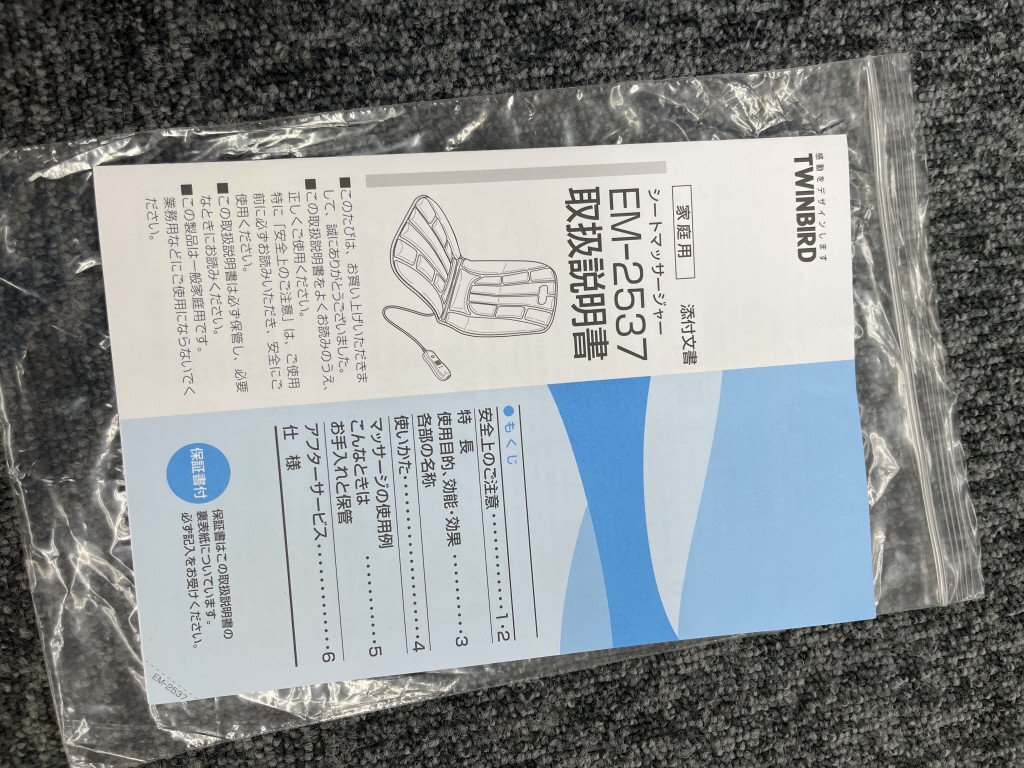 感動をデザインします
TWINBIRD
家庭用 添付文書
シートマッサージャー
EM-2537
取扱説明書
■このたびは、お買い上げいただきま
して、誠にありがとうございました。
■この取扱説明書をよくお読みのうえ、
正しくご使用ください。
特に「安全上のご注意」は、ご使用
前に必ずお読みいただき、安全にご
使用ください。
■この取扱説明書は必ず保管し、必要
なときにお読みください。
■この製品は一般家庭用です。
業務用などにご使用にならないでく
ださい。
●もくじ
安全上のご注意・・・・・・・・・・1・2
特 長
使用目的、効能・効果・・・・・・・・3
各部の名称
使いかた・・・・・・・・・・・・・・4
マッサージの使用例
こんなときは・・・・・・・・・・5
お手入れと保管
アフターサービス・・・・・・・・・・6
仕 様
保証書付
保証書はこの取扱説明書の
裏表紙についています。
必ず記入をお受けください。
EM-2537